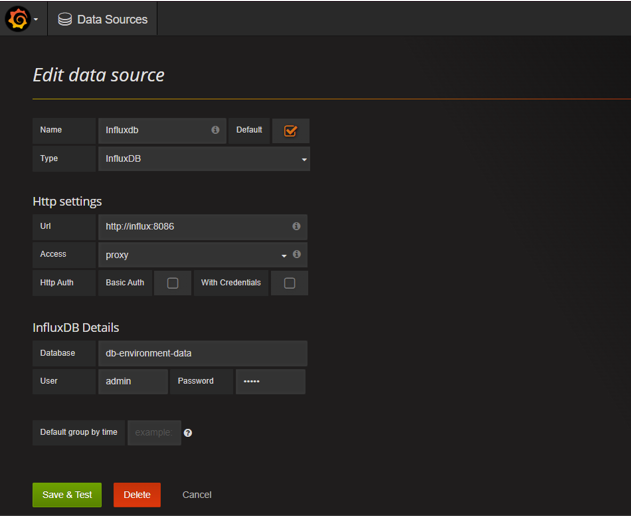 Data Sources
Edit data source
Name Influxdb Default
Type InfluxDB
Http settings
Url http://influx:8086
Access proxy
Http Auth Basic Auth With Credentials
InfluxDB Details
Database db-environment-data
User admin Password •••••
Default group by time example:
Save & Test Delete Cancel